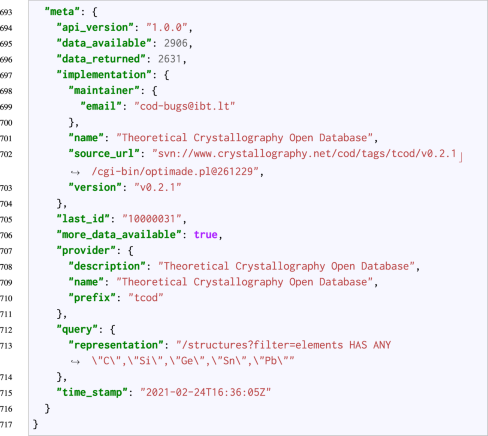 693 "meta": {
694 "api_version": "1.0.0",
695 "data_available": 2906,
696 "data_returned": 2631,
697 "implementation": {
698 "maintainer": {
699 "email": "cod-bugs@ibt.lt"
700 },
701 "name": "Theoretical Crystallography Open Database",
702 "source_url": "svn://www.crystallography.net/cod/tags/tcod/v0.2.1⌋
↪ /cgi-bin/optimade.pl@261229",
703 "version": "v0.2.1"
704 },
705 "last_id": "10000031",
706 "more_data_available": true,
707 "provider": {
708 "description": "Theoretical Crystallography Open Database",
709 "name": "Theoretical Crystallography Open Database",
710 "prefix": "tcod"
711 },
712 "query": {
713 "representation": "/structures?filter=elements HAS ANY
↪ \"C\",\"Si\",\"Ge\",\"Sn\",\"Pb\""
714 },
715 "time_stamp": "2021-02-24T16:36:05Z"
716 }
717 }